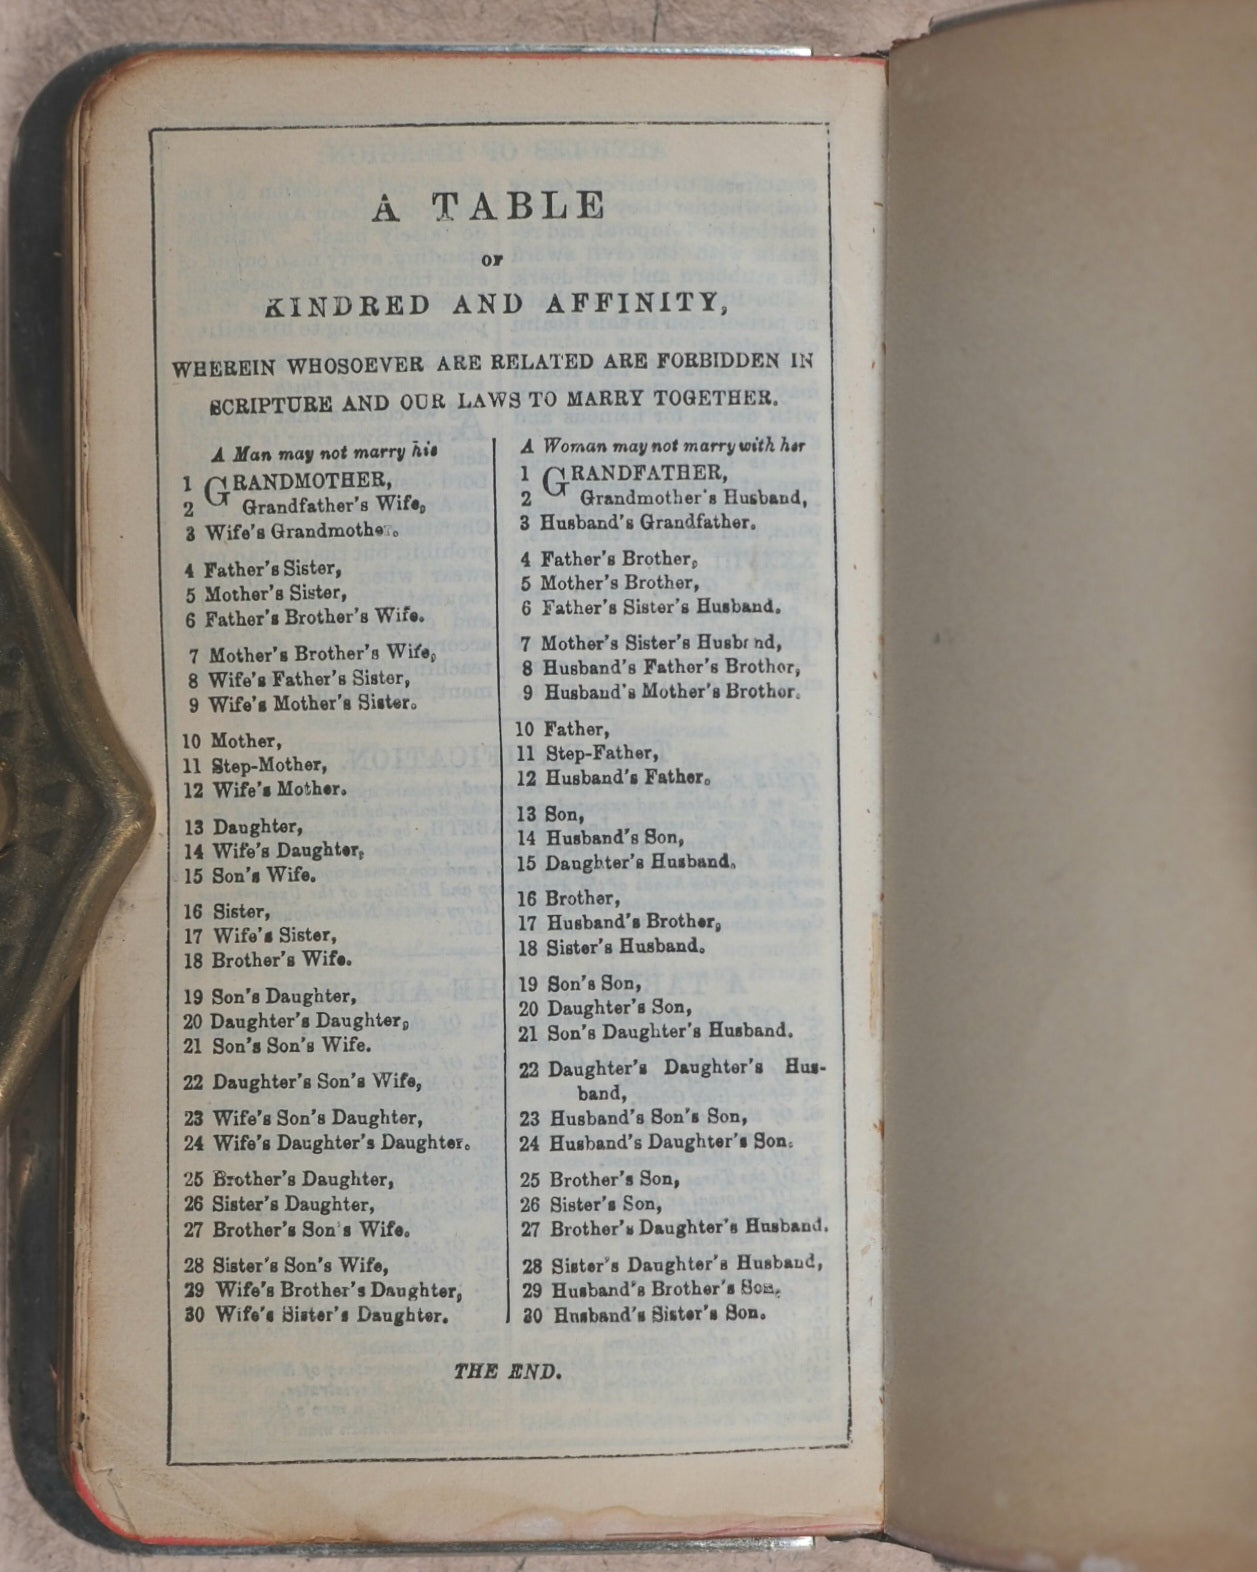 A TABLE
OF
KINDRED AND AFFINITY,
WHEREIN WHOSOEVER ARE RELATED ARE FORBIDDEN IN
SCRIPTURE AND OUR LAWS TO MARRY TOGETHER.
A Man may not marry his
1 GRANDMOTHER,
2 Grandfather's Wife,
3 Wife's Grandmother.
4 Father's Sister,
5 Mother's Sister,
6 Father's Brother's Wife.
7 Mother's Brother's Wife,
8 Wife's Father's Sister,
9 Wife's Mother's Sister.
10 Mother,
11 Step-Mother,
12 Wife's Mother.
13 Daughter,
14 Wife's Daughter,
15 Son's Wife.
16 Sister,
17 Wife's Sister,
18 Brother's Wife.
19 Son's Daughter,
20 Daughter's Daughter,
21 Son's Son's Wife.
22 Daughter's Son's Wife,
23 Wife's Son's Daughter,
24 Wife's Daughter's Daughter.
25 Brother's Daughter,
26 Sister's Daughter,
27 Brother's Son's Wife.
28 Sister's Son's Wife,
29 Wife's Brother's Daughter,
30 Wife's Sister's Daughter.
A Woman may not marry with her
1 GRANDFATHER,
2 Grandmother's Husband,
3 Husband's Grandfather.
4 Father's Brother,
5 Mother's Brother,
6 Father's Sister's Husband.
7 Mother's Sister's Husband,
8 Husband's Father's Brother,
9 Husband's Mother's Brother.
10 Father,
11 Step-Father,
12 Husband's Father.
13 Son,
14 Husband's Son,
15 Daughter's Husband.
16 Brother,
17 Husband's Brother,
18 Sister's Husband.
19 Son's Son,
20 Daughter's Son,
21 Son's Daughter's Husband.
22 Daughter's Daughter's Hus-
band,
23 Husband's Son's Son,
24 Husband's Daughter's Son.
25 Brother's Son,
26 Sister's Son,
27 Brother's Daughter's Husband.
28 Sister's Daughter's Husband,
29 Husband's Brother's Son.
30 Husband's Sister's Son.
THE END.